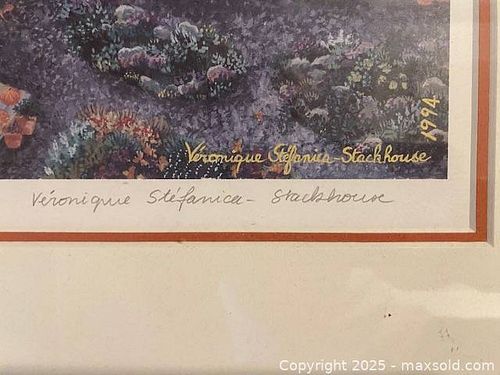 Véronique Stéfanica-Stackhouse
1994
Véronique Stéfanica- Stackhouse
Copyright © 2025 - maxsold.com